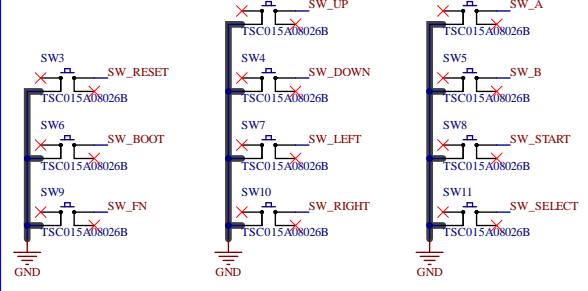 SW_UP
TSC015A08026B
SW_A
TSC015A08026B
SW3
SW_RESET
TSC015A08026B
SW4
SW_DOWN
TSC015A08026B
SW5
SW_B
TSC015A08026B
SW6
SW_BOOT
TSC015A08026B
SW7
SW_LEFT
TSC015A08026B
SW8
SW_START
TSC015A08026B
SW9
SW_FN
TSC015A08026B
SW10
SW_RIGHT
TSC015A08026B
SW11
SW_SELECT
TSC015A08026B
GND
GND
GND